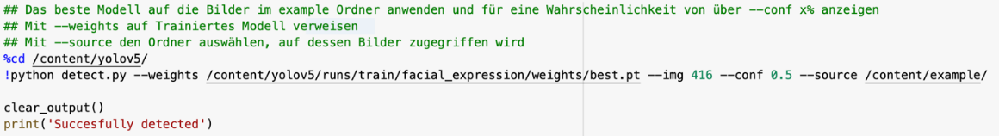 ## Das beste Modell auf die Bilder im example Ordner anwenden und für eine Wahrscheinlichkeit von über --conf x% anzeigen
## Mit --weights auf Trainiertes Modell verweisen
## Mit --source den Ordner auswählen, auf dessen Bilder zugegriffen wird
%cd /content/yolov5/
!python detect.py --weights /content/yolov5/runs/train/facial_expression/weights/best.pt --img 416 --conf 0.5 --source /content/example/
clear_output()
print('Succesfully detected')